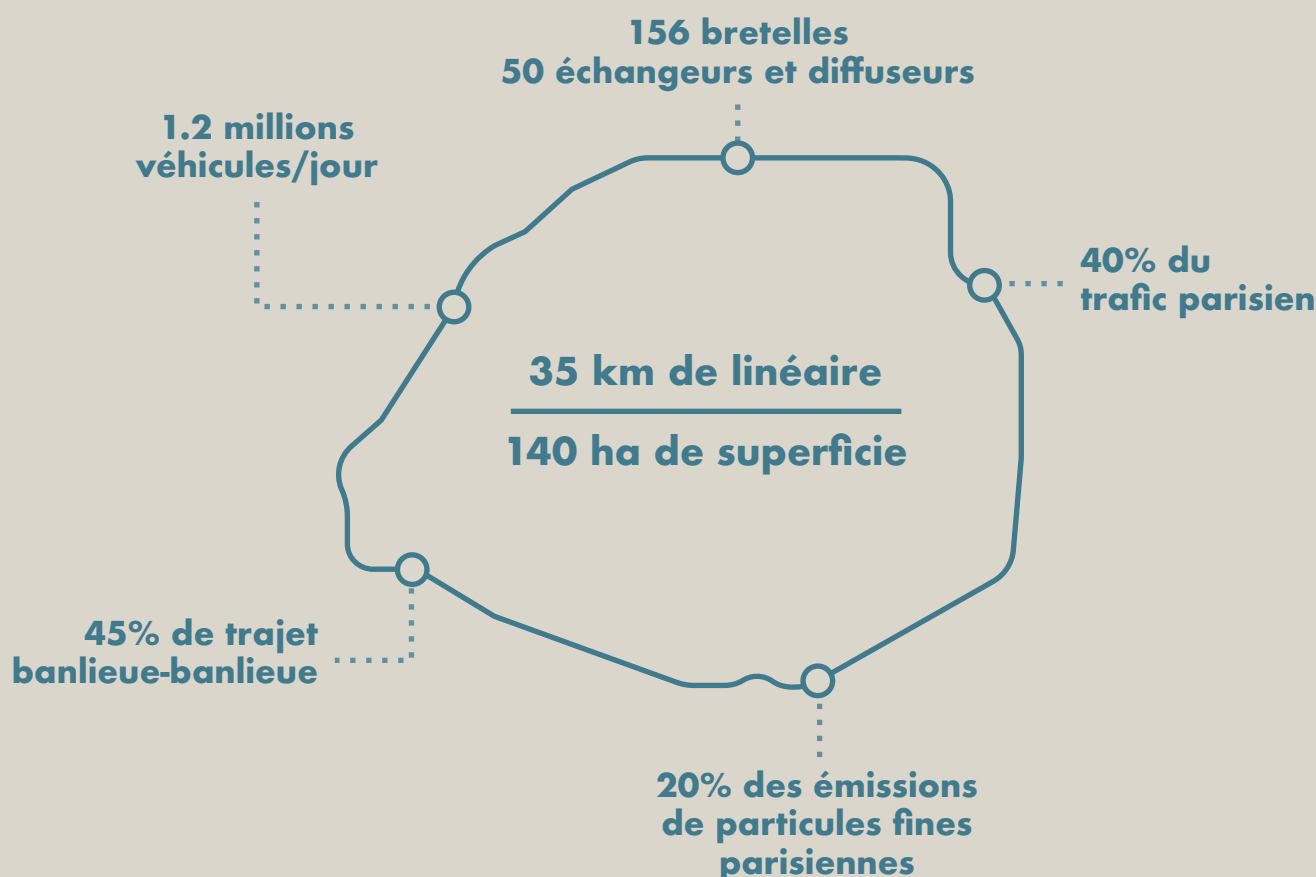 156 bretelles
50 échangeurs et diffuseurs
1.2 millions
véhicules/jour
40% du
trafic parisien
35 km de linéaire
140 ha de superficie
45% de trajet
banlieue-banlieue
20% des émissions
de particules fines
parisiennes